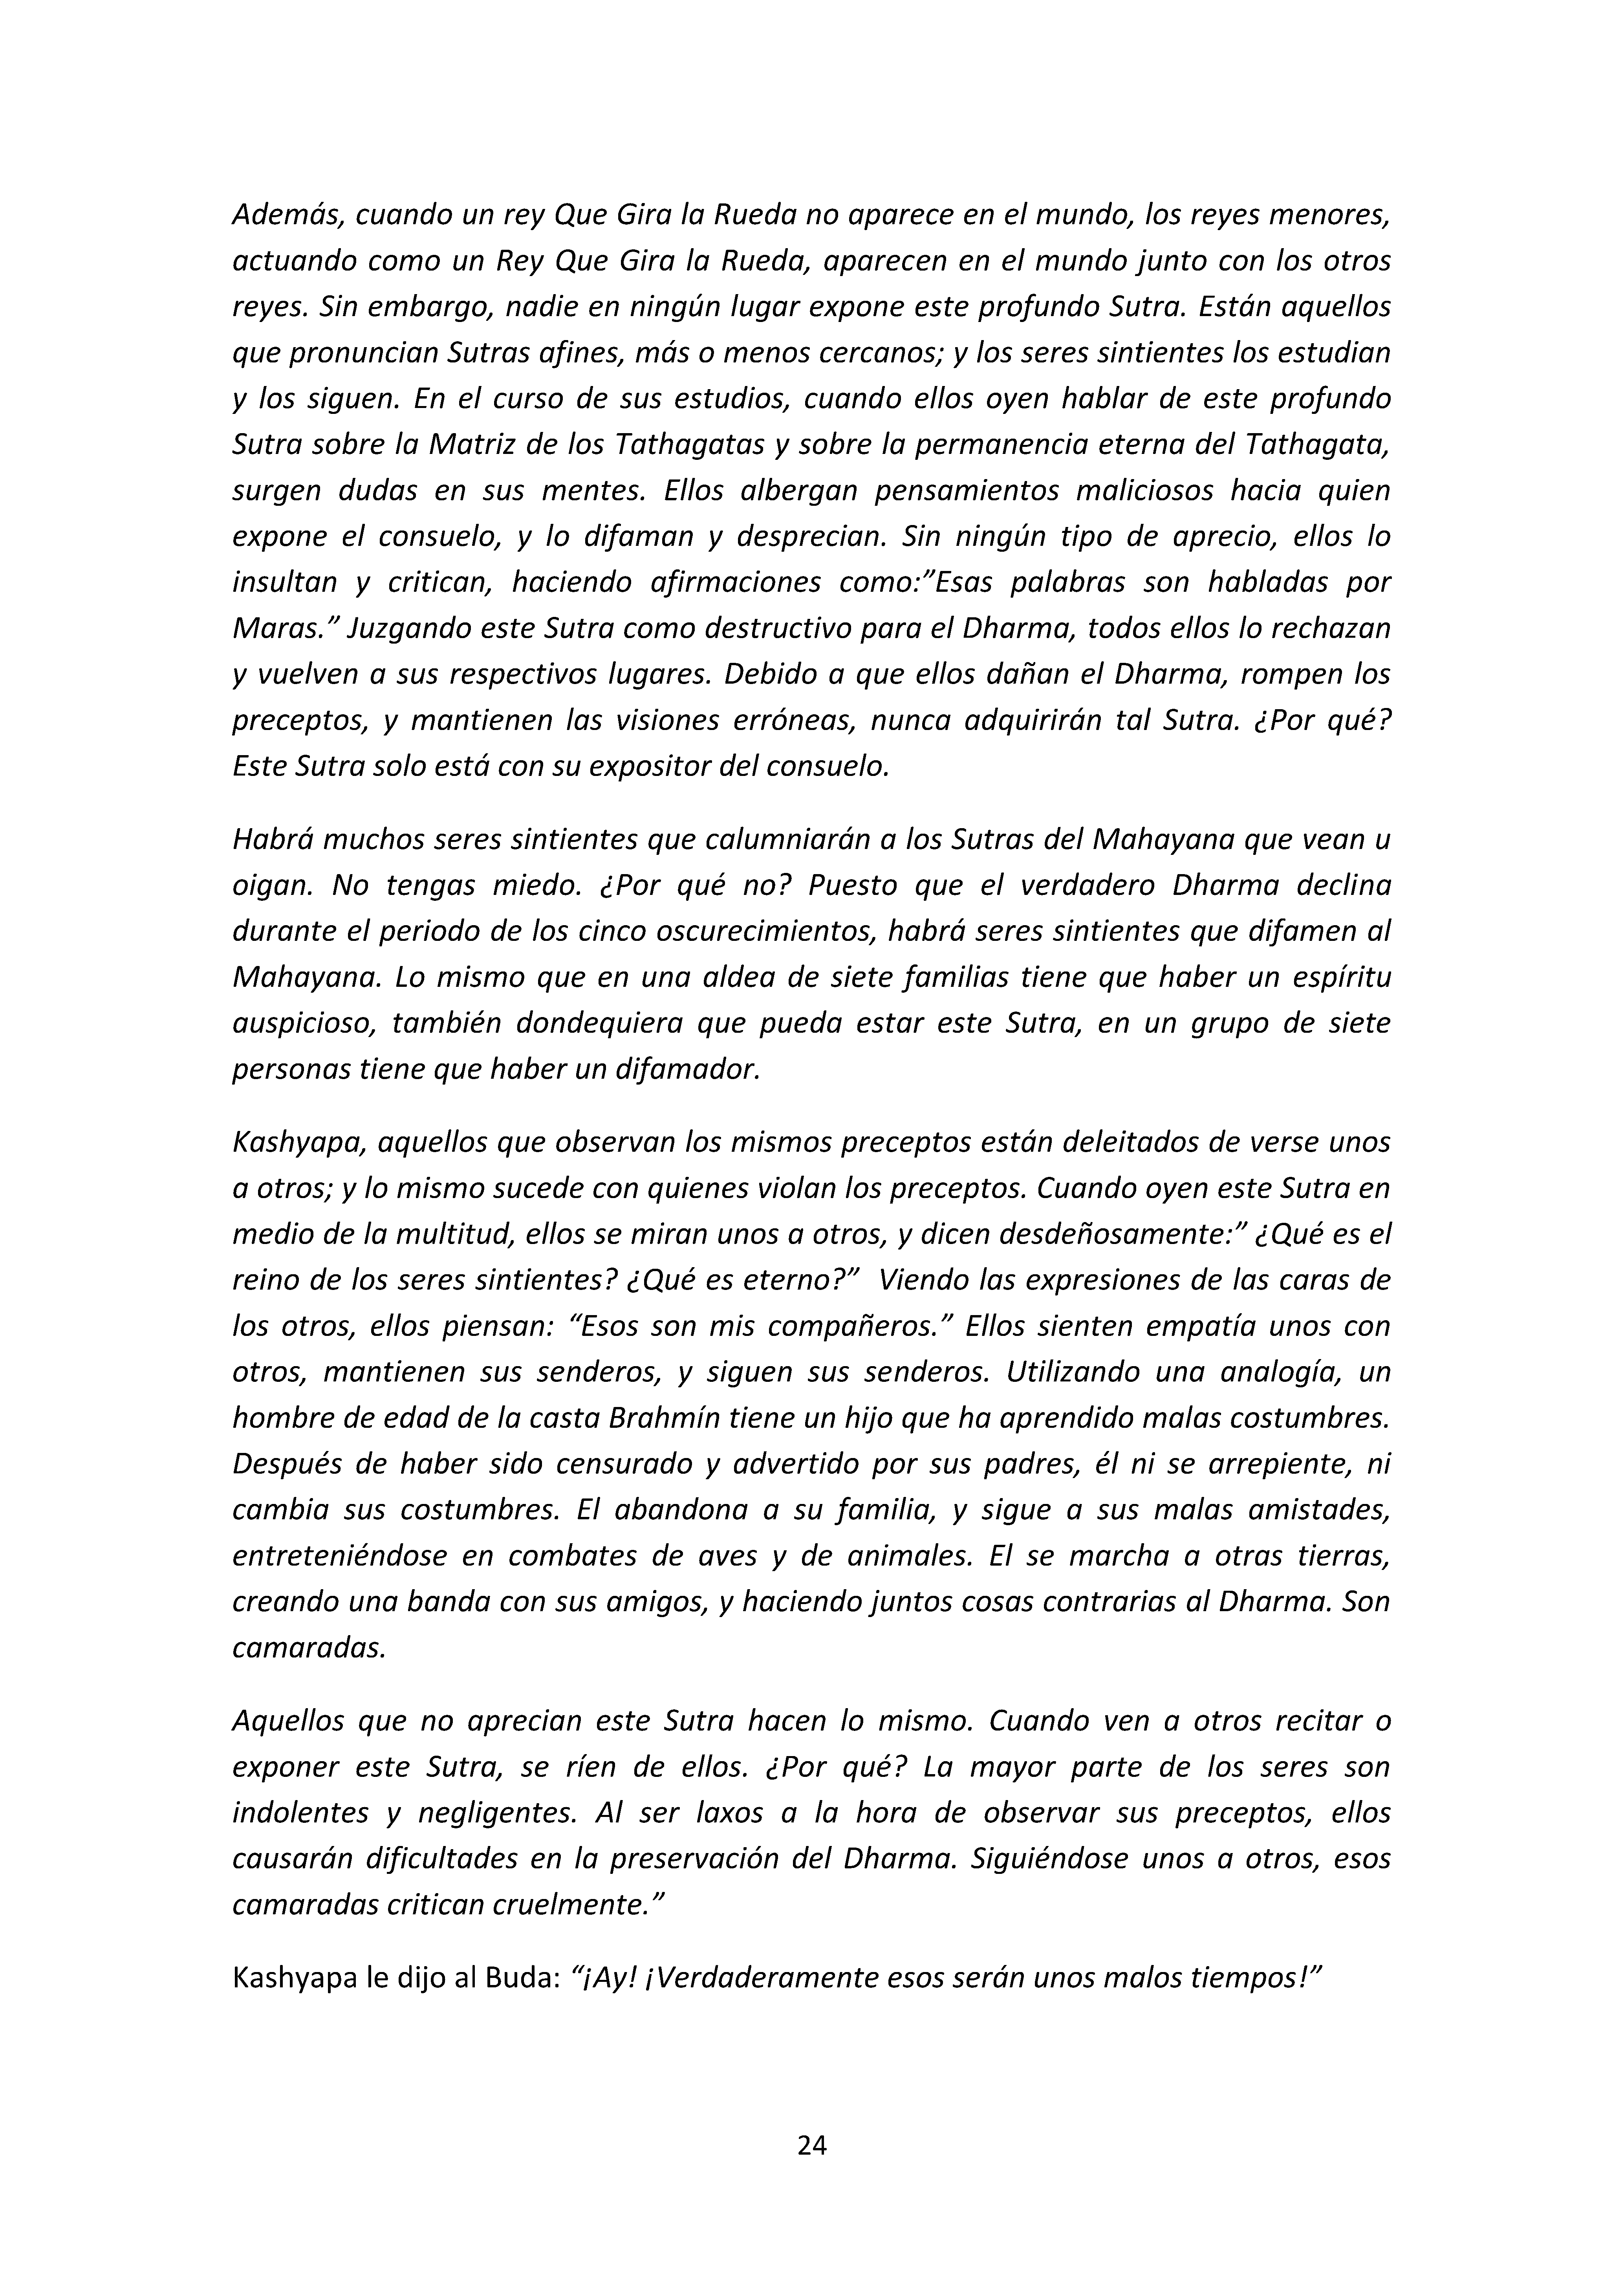 Además, cuando un rey Que Gira la Rueda no aparece en el mundo, los reyes menores,
actuando como un Rey Que Gira la Rueda, aparecen en el mundo junto con los otros
reyes. Sin embargo, nadie en ningún lugar expone este profundo Sutra. Están aquellos
que pronuncian Sutras afines, más o menos cercanos; y los seres sintientes los estudian
y los siguen. En el curso de sus estudios, cuando ellos oyen hablar de este profundo
Sutra sobre la Matriz de los Tathagatas y sobre la permanencia eterna del Tathagata,
surgen dudas en sus mentes. Ellos albergan pensamientos maliciosos hacia quien
expone el consuelo, y lo difaman y desprecian. Sin ningún tipo de aprecio, ellos lo
insultan y critican, haciendo afirmaciones como:”Esas palabras son habladas por
Maras.” Juzgando este Sutra como destructivo para el Dharma, todos ellos lo rechazan
y vuelven a sus respectivos lugares. Debido a que ellos dañan el Dharma, rompen los
preceptos, y mantienen las visiones erróneas, nunca adquirirán tal Sutra. ¿Por qué?
Este Sutra solo está con su expositor del consuelo.
Habrá muchos seres sintientes que calumniarán a los Sutras del Mahayana que vean u
oigan. No tengas miedo. ¿Por qué no? Puesto que el verdadero Dharma declina
durante el periodo de los cinco oscurecimientos, habrá seres sintientes que difamen al
Mahayana. Lo mismo que en una aldea de siete familias tiene que haber un espíritu
auspicioso, también dondequiera que pueda estar este Sutra, en un grupo de siete
personas tiene que haber un difamador.
Kashyapa, aquellos que observan los mismos preceptos están deleitados de verse unos
a otros; y lo mismo sucede con quienes violan los preceptos. Cuando oyen este Sutra en
medio de la multitud, ellos se miran unos a otros, y dicen desdeñosamente:” ¿Qué es el
reino de los seres sintientes? ¿Qué es eterno?”  Viendo las expresiones de las caras de
los otros, ellos piensan: “Esos son mis compañeros.” Ellos sienten empatía unos con
otros, mantienen sus senderos, y siguen sus senderos. Utilizando una analogía, un
hombre de edad de la casta Brahmín tiene un hijo que ha aprendido malas costumbres.
Después de haber sido censurado y advertido por sus padres, él ni se arrepiente, ni
cambia sus costumbres. El abandona a su familia, y sigue a sus malas amistades,
entreteniéndose en combates de aves y de animales. El se marcha a otras tierras,
creando una banda con sus amigos, y haciendo juntos cosas contrarias al Dharma. Son
camaradas.
Aquellos que no aprecian este Sutra hacen lo mismo. Cuando ven a otros recitar o
exponer este Sutra, se ríen de ellos. ¿Por qué? La mayor parte de los seres son
indolentes y negligentes. Al ser laxos a la hora de observar sus preceptos, ellos
causarán dificultades en la preservación del Dharma. Siguiéndose unos a otros, esos
camaradas critican cruelmente.”
Kashyapa le dijo al Buda: “¡Ay! ¡Verdaderamente esos serán unos malos tiempos!”
24